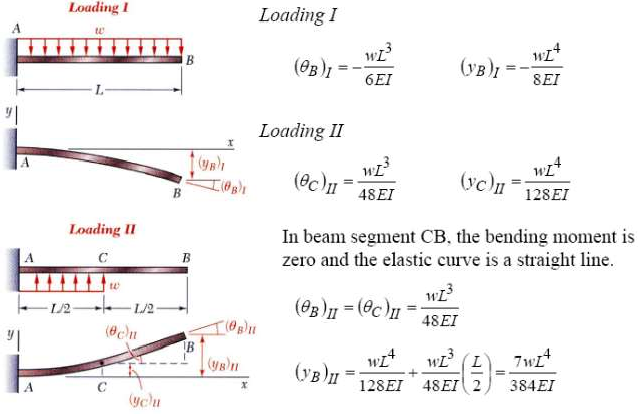 Loading I
A
w
B
L
y
x
A
(y_B)_I
B
(θ_B)_I
Loading II
A
C
B
w
L/2
L/2
y
(θ_C)_II
(θ_B)_II
B
(y_B)_II
A
C
x
(y_C)_II
Loading I
(θ_B)_I = − wL³/6EI (y_B)_I = − wL⁴/8EI
Loading II
(θ_C)_II = wL³/48EI (y_C)_II = wL⁴/128EI
In beam segment CB, the bending moment is
zero and the elastic curve is a straight line.
(θ_B)_II = (θ_C)_II = wL³/48EI
(y_B)_II = wL⁴/128EI + wL³/48EI (L/2) = 7wL⁴/384EI